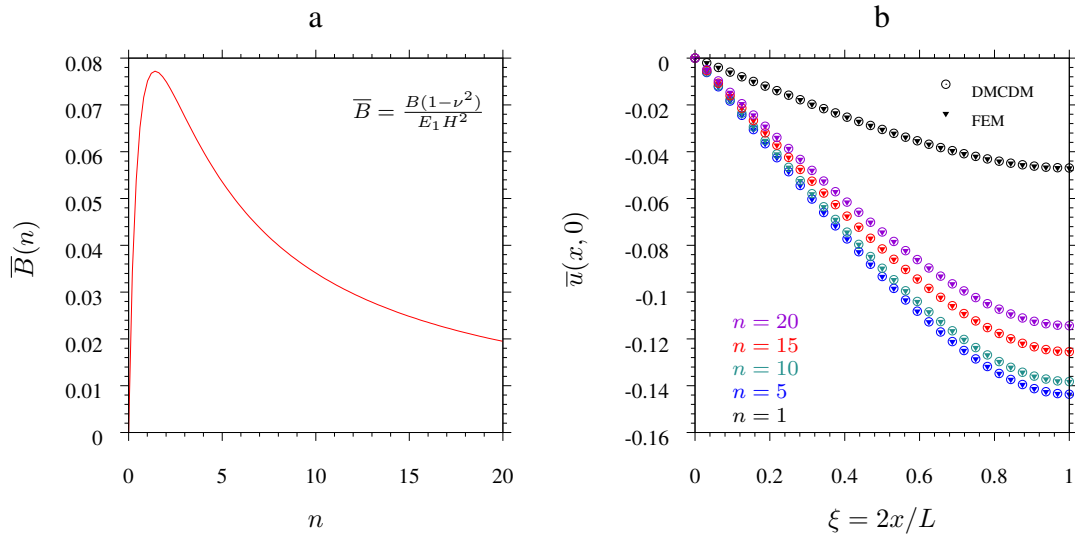 a
0.08
0.07
0.06
0.05
0.04
0.03
0.02
0.01
0
0
5
10
15
20
B̅(n)
n
B̅ = B(1−ν²)/E₁H²
b
0
-0.02
-0.04
-0.06
-0.08
-0.1
-0.12
-0.14
-0.16
0
0.2
0.4
0.6
0.8
1
u̅(x, 0)
ξ = 2x/L
DMCDM
FEM
n = 20
n = 15
n = 10
n = 5
n = 1